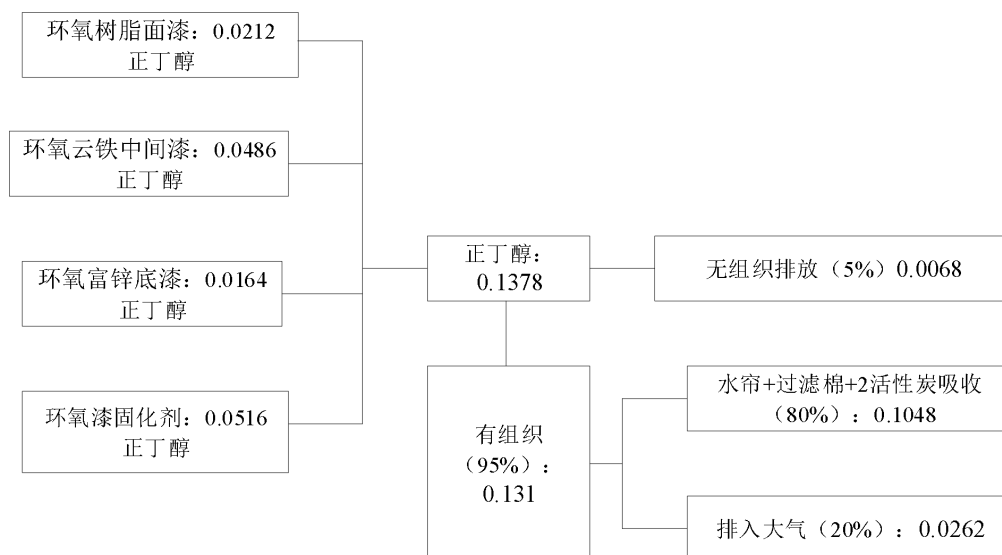 环氧树脂面漆：0.0212
正丁醇
环氧云铁中间漆：0.0486
正丁醇
环氧富锌底漆：0.0164
正丁醇
环氧漆固化剂：0.0516
正丁醇
正丁醇：
0.1378
无组织排放（5%）0.0068
有组织
（95%）：
0.131
水帘+过滤棉+2活性炭吸收
（80%）：0.1048
排入大气（20%）：0.0262